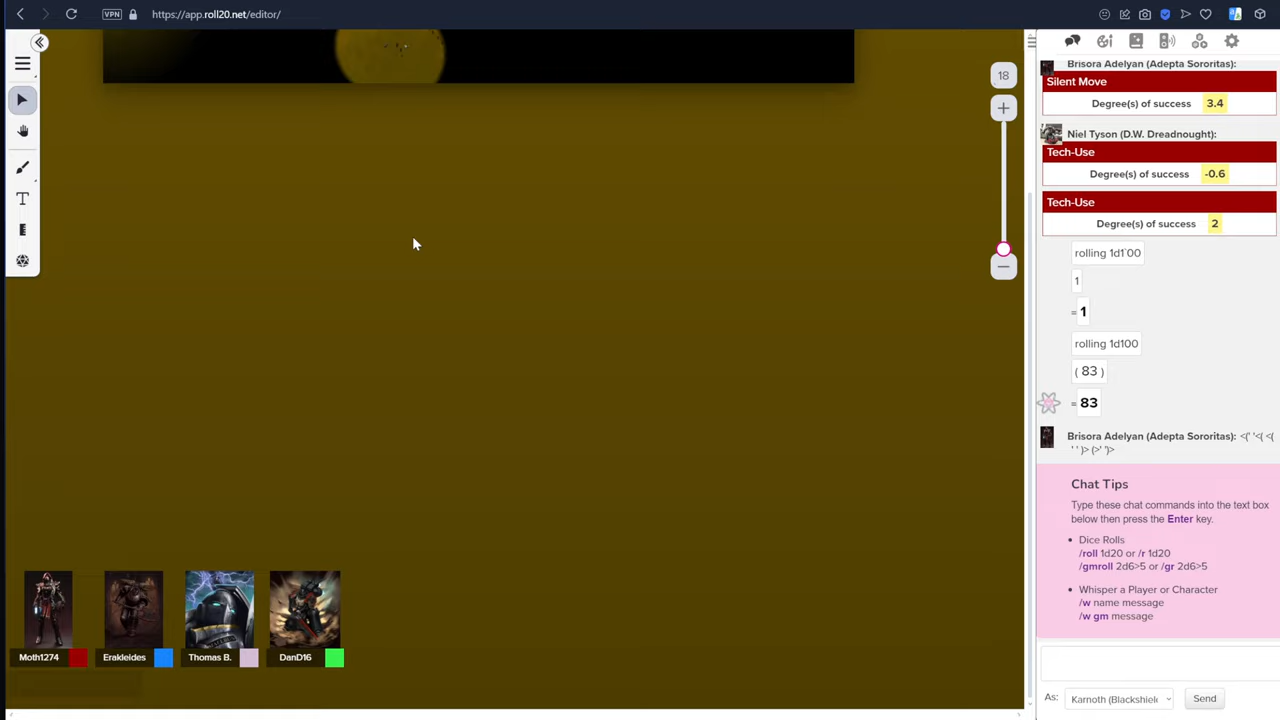 VPN
https://app.roll20.net/editor/
18
Brisora Adelyan (Adepta Sororitas):
Silent Move
Degree(s) of success 3.4
Niel Tyson (D.W. Dreadnought):
Tech-Use
Degree(s) of success -0.6
Tech-Use
Degree(s) of success 2
rolling 1d1`00
1
= 1
rolling 1d100
( 83 )
= 83
Brisora Adelyan (Adepta Sororitas): <(' '<( <(
' ' )> (>' ')>
Chat Tips
Type these chat commands into the text box
below then press the Enter key.
Dice Rolls
/roll 1d20 or /r 1d20
/gmroll 2d6>5 or /gr 2d6>5
Whisper a Player or Character
/w name message
/w gm message
Moth1274
Erakleides
Thomas B.
DanD16
As: Karnoth (Blackshiel
Send